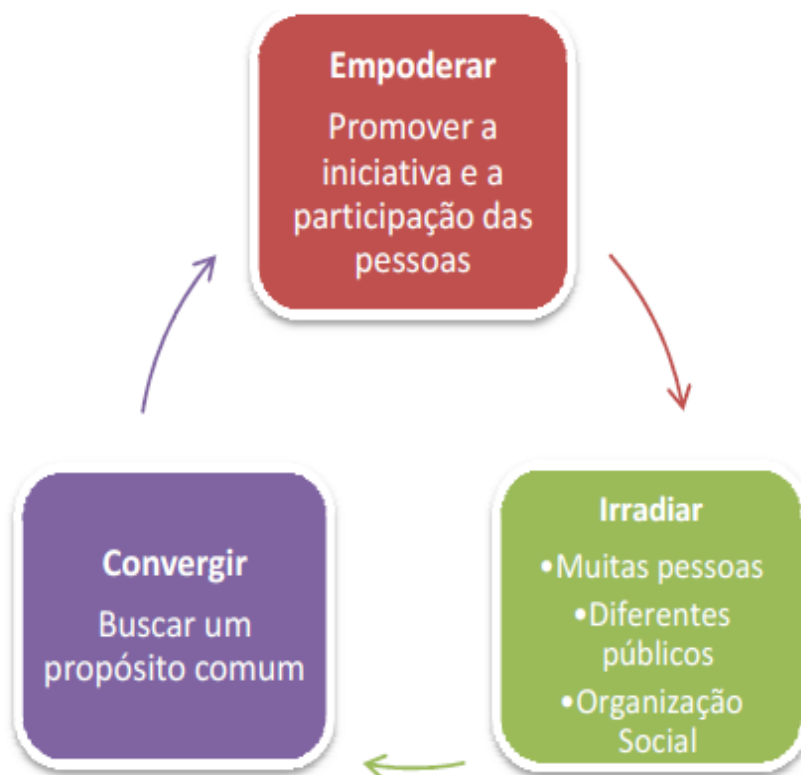 Empoderar
Promover a
iniciativa e a
participação das
pessoas
Irradiar
•Muitas pessoas
•Diferentes
públicos
•Organização
Social
Convergir
Buscar um
propósito comum